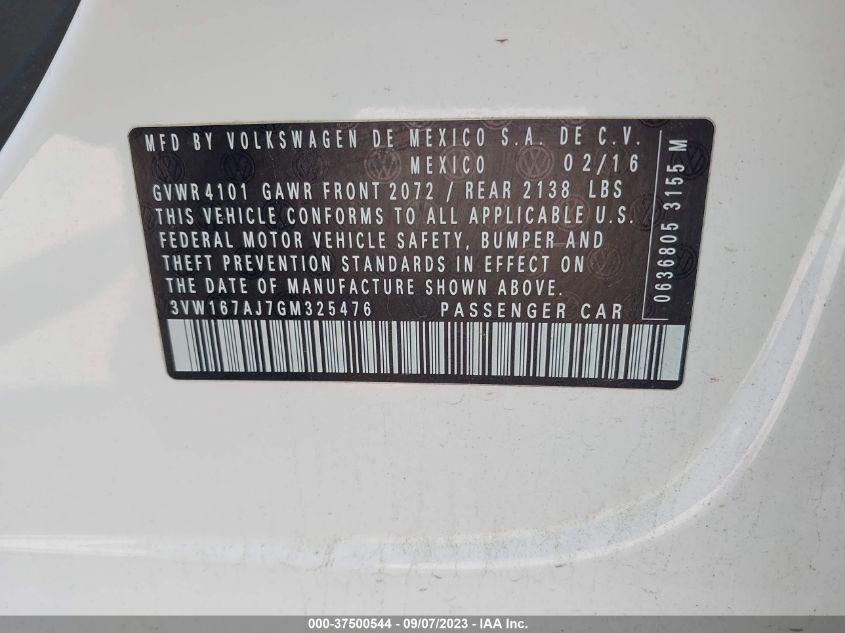 MFD BY VOLKSWAGEN DE MEXICO S.A. DE C.V.
MEXICO 02/16
GVWR 4101 GAWR FRONT 2072 / REAR 2138 LBS
THIS VEHICLE CONFORMS TO ALL APPLICABLE U.S.
FEDERAL MOTOR VEHICLE SAFETY, BUMPER AND
THEFT PREVENTION STANDARDS IN EFFECT ON
THE DATE OF MANUFACTURE SHOWN ABOVE.
3VW167AJ7GM325476 PASSENGER CAR
0636805 3155 M
000-37500544 - 09/07/2023 - IAA Inc.